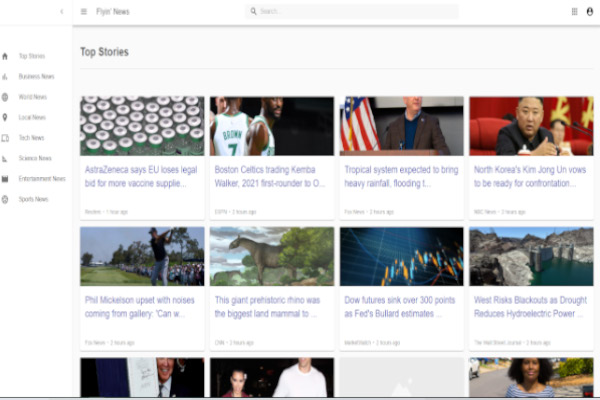 Flyin' News
Search...
Top Stories
Business News
World News
Local News
Tech News
Science News
Entertainment News
Sports News
Top Stories
BROWN
7
AstraZeneca says EU loses legal
bid for more vaccine supplie...
Reuters • 1 hour ago
Boston Celtics trading Kemba
Walker, 2021 first-rounder to O...
ESPN • 2 hours ago
Tropical system expected to bring
heavy rainfall, flooding t...
Fox News • 2 hours ago
North Korea's Kim Jong Un vows
to be ready for confrontation...
NBC News • 2 hours ago
Phil Mickelson upset with noises
coming from gallery: 'Can w...
Fox News • 2 hours ago
This giant prehistoric rhino was
the biggest land mammal to ...
CNN • 2 hours ago
Dow futures sink over 300 points
as Fed's Bullard estimates ...
MarketWatch • 2 hours ago
West Risks Blackouts as Drought
Reduces Hydroelectric Power ...
The Wall Street Journal • 2 hours ago